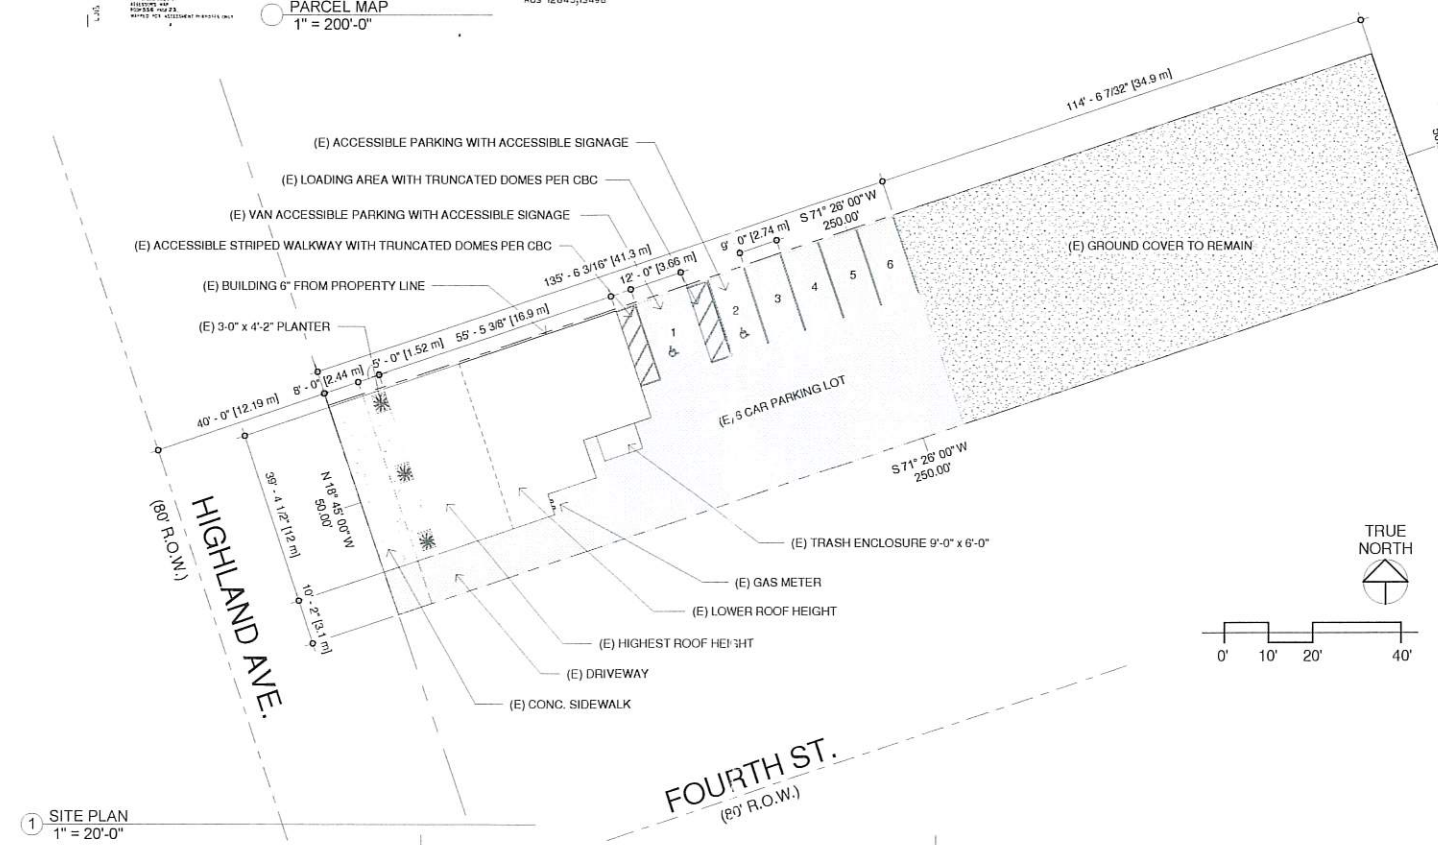 PARCEL MAP
1" = 200'-0"
114' - 6 7/32" [34.9 m]
(E) ACCESSIBLE PARKING WITH ACCESSIBLE SIGNAGE
(E) LOADING AREA WITH TRUNCATED DOMES PER CBC
(E) VAN ACCESSIBLE PARKING WITH ACCESSIBLE SIGNAGE
(E) ACCESSIBLE STRIPED WALKWAY WITH TRUNCATED DOMES PER CBC
(E) BUILDING 6" FROM PROPERTY LINE
(E) 3-0" x 4'-2" PLANTER
S 71° 26' 00" W
250.00'
9' 0" [2.74 m]
135' - 6 3/16" [41.3 m]
12' - 0" [3.66 m]
55' - 5 3/8" [16.9 m]
5' - 0" [1.52 m]
8' - 0" [2.44 m]
40' - 0" [12.19 m]
(E) GROUND COVER TO REMAIN
1
2
3
4
5
6
(E) 6 CAR PARKING LOT
S 71° 26' 00" W
250.00'
39' - 4 1/2" [12 m]
N 18° 45' 00" W
50.00'
10' - 2" [3.1 m]
HIGHLAND AVE.
(80' R.O.W.)
(E) TRASH ENCLOSURE 9'-0" x 6'-0"
(E) GAS METER
(E) LOWER ROOF HEIGHT
(E) HIGHEST ROOF HEIGHT
(E) DRIVEWAY
(E) CONC. SIDEWALK
TRUE
NORTH
0' 10' 20' 40'
FOURTH ST.
(80' R.O.W.)
1 SITE PLAN
1" = 20'-0"